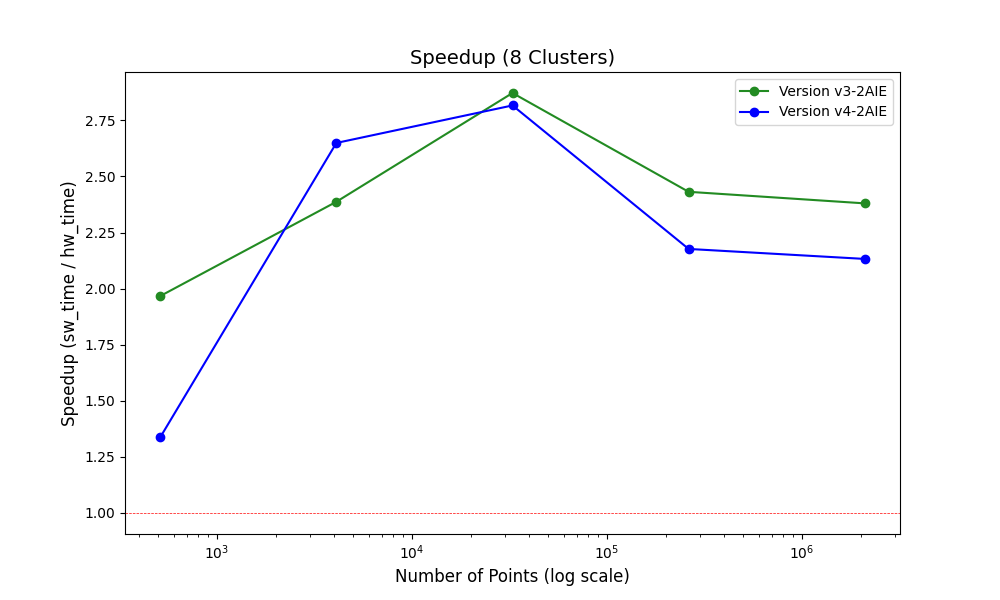 Speedup (8 Clusters)
Version v3-2AIE
Version v4-2AIE
Speedup (sw_time / hw_time)
2.75
2.50
2.25
2.00
1.75
1.50
1.25
1.00
10³ 10⁴ 10⁵ 10⁶
Number of Points (log scale)